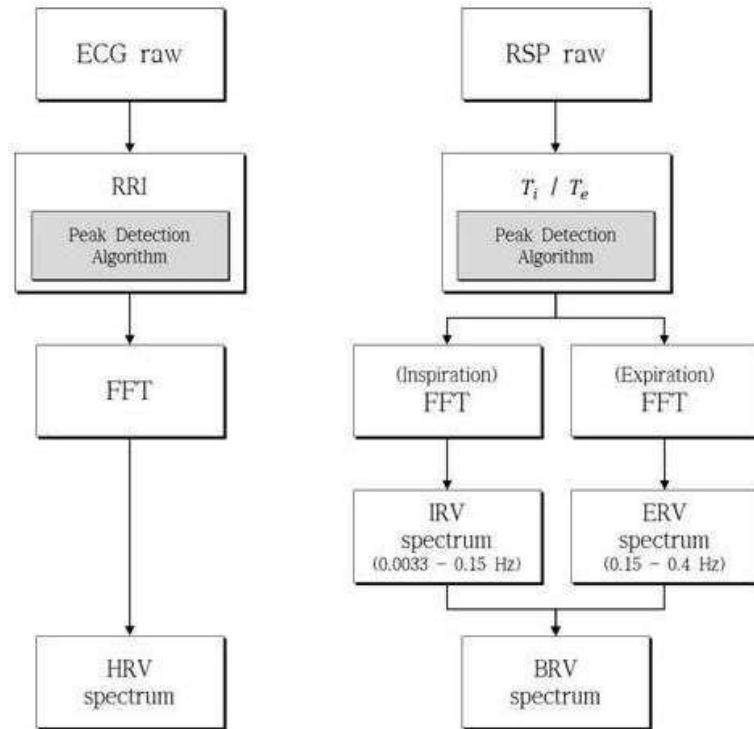 ECG raw
RRI
Peak Detection
Algorithm
FFT
HRV
spectrum
RSP raw
T_i / T_e
Peak Detection
Algorithm
(Inspiration)
FFT
(Expiration)
FFT
IRV
spectrum
(0.0033 - 0.15 Hz)
ERV
spectrum
(0.15 - 0.4 Hz)
BRV
spectrum